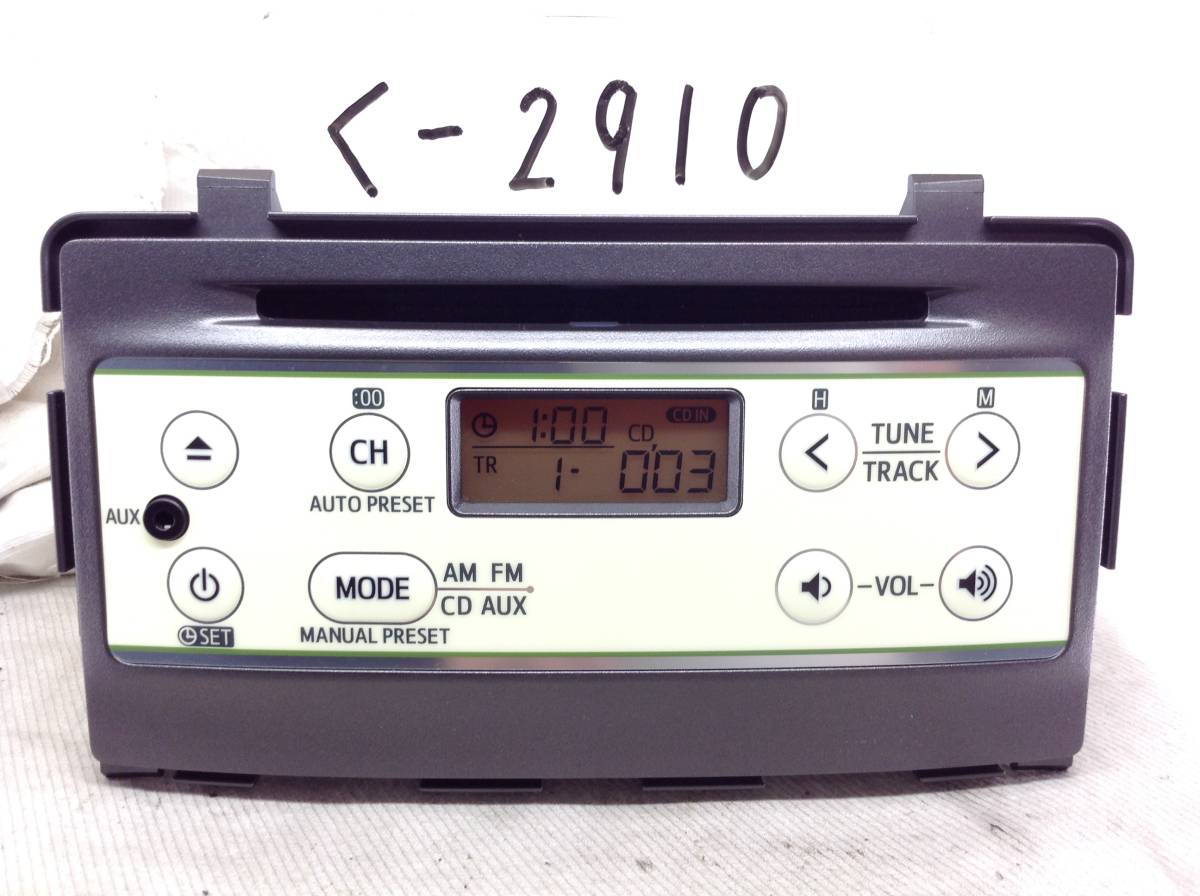 く-2910
:00
H
M
1:00
CD IN
CH
CD
TUNE
TR
1- 0'03
TRACK
AUTO PRESET
AUX
MODE
AM FM
CD AUX
-VOL-
SET
MANUAL PRESET